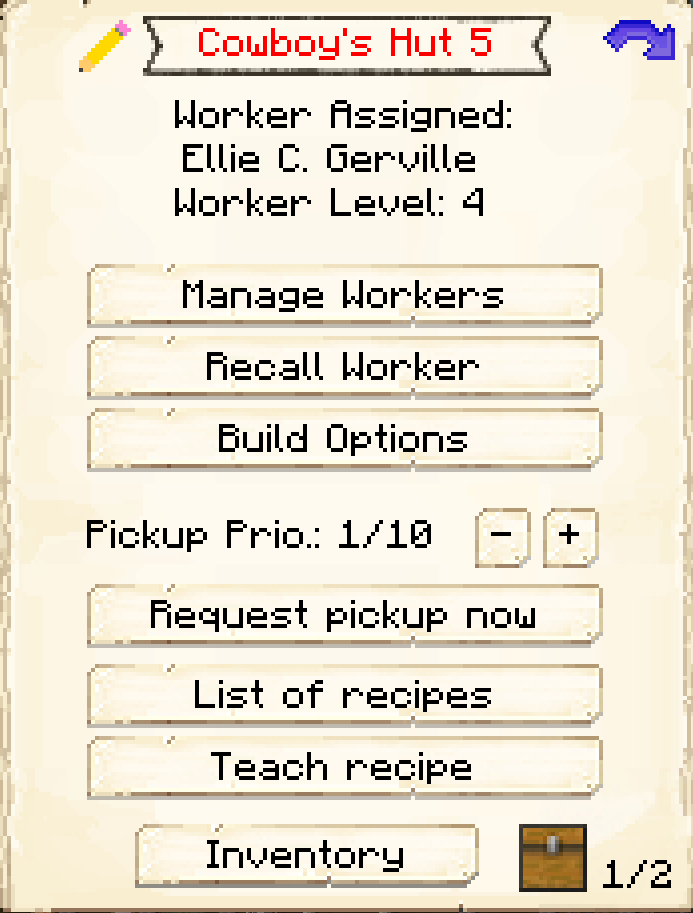 Cowboy's Hut 5
Worker Assigned:
Ellie C. Gerville
Worker Level: 4
Manage Workers
Recall Worker
Build Options
Pickup Prio.: 1/10 - +
Request pickup now
List of recipes
Teach recipe
Inventory 1/2